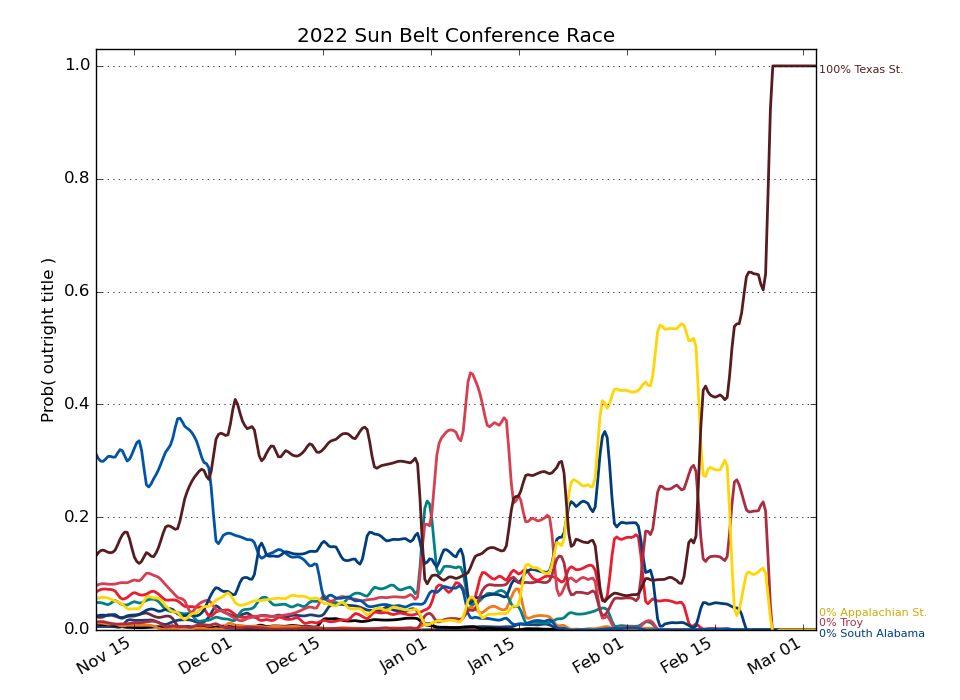 2022 Sun Belt Conference Race
Prob( outright title )
1.0
0.8
0.6
0.4
0.2
0.0
100% Texas St.
0% Appalachian St.
0% Troy
0% South Alabama
Nov 15
Dec 01
Dec 15
Jan 01
Jan 15
Feb 01
Feb 15
Mar 01